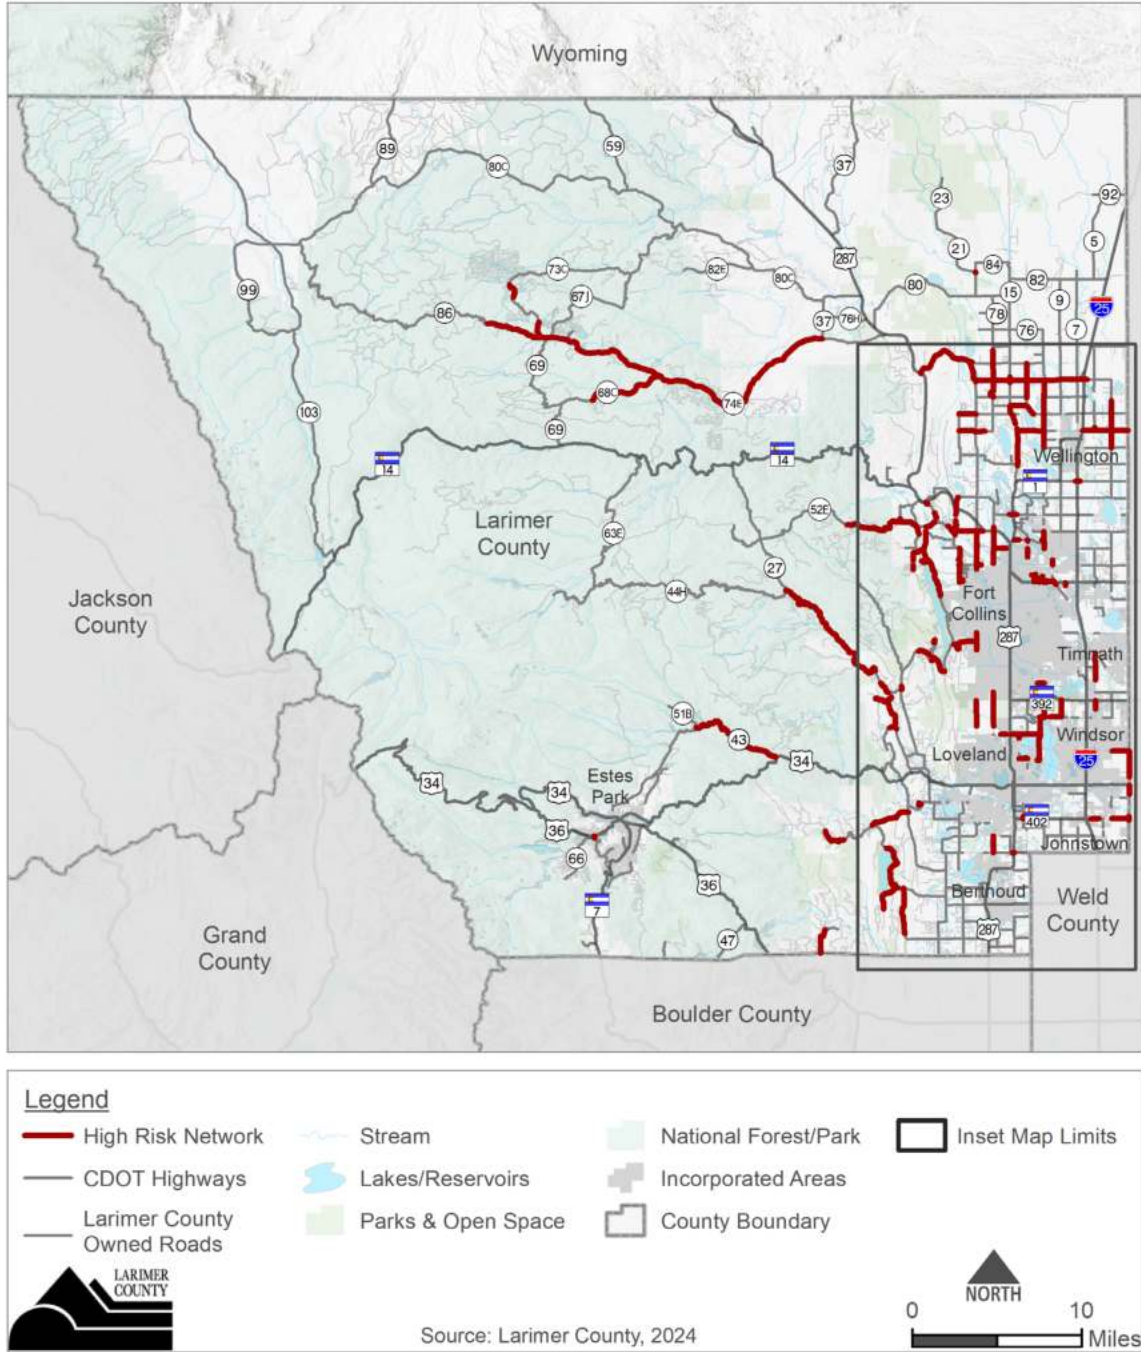 Wyoming
89
80C
59
37
23
92
21
5
287
84
73C
82E
80C
82
80
15
9
99
67J
78
25
86
37
76H
76
7
69
68C
74E
103
69
14
14
Wellington
1
Larimer
County
52E
63E
27
Jackson
County
44H
Fort
Collins
287
Timnath
392
51B
43
Windsor
Loveland
34
25
34
Estes
Park
34
36
402
66
Johnstown
36
Berthoud
Weld
County
7
Grand
County
47
287
Boulder County
Legend
High Risk Network
Stream
National Forest/Park
Inset Map Limits
CDOT Highways
Lakes/Reservoirs
Incorporated Areas
Larimer County
Owned Roads
Parks & Open Space
County Boundary
LARIMER
COUNTY
NORTH
0 10
Miles
Source: Larimer County, 2024